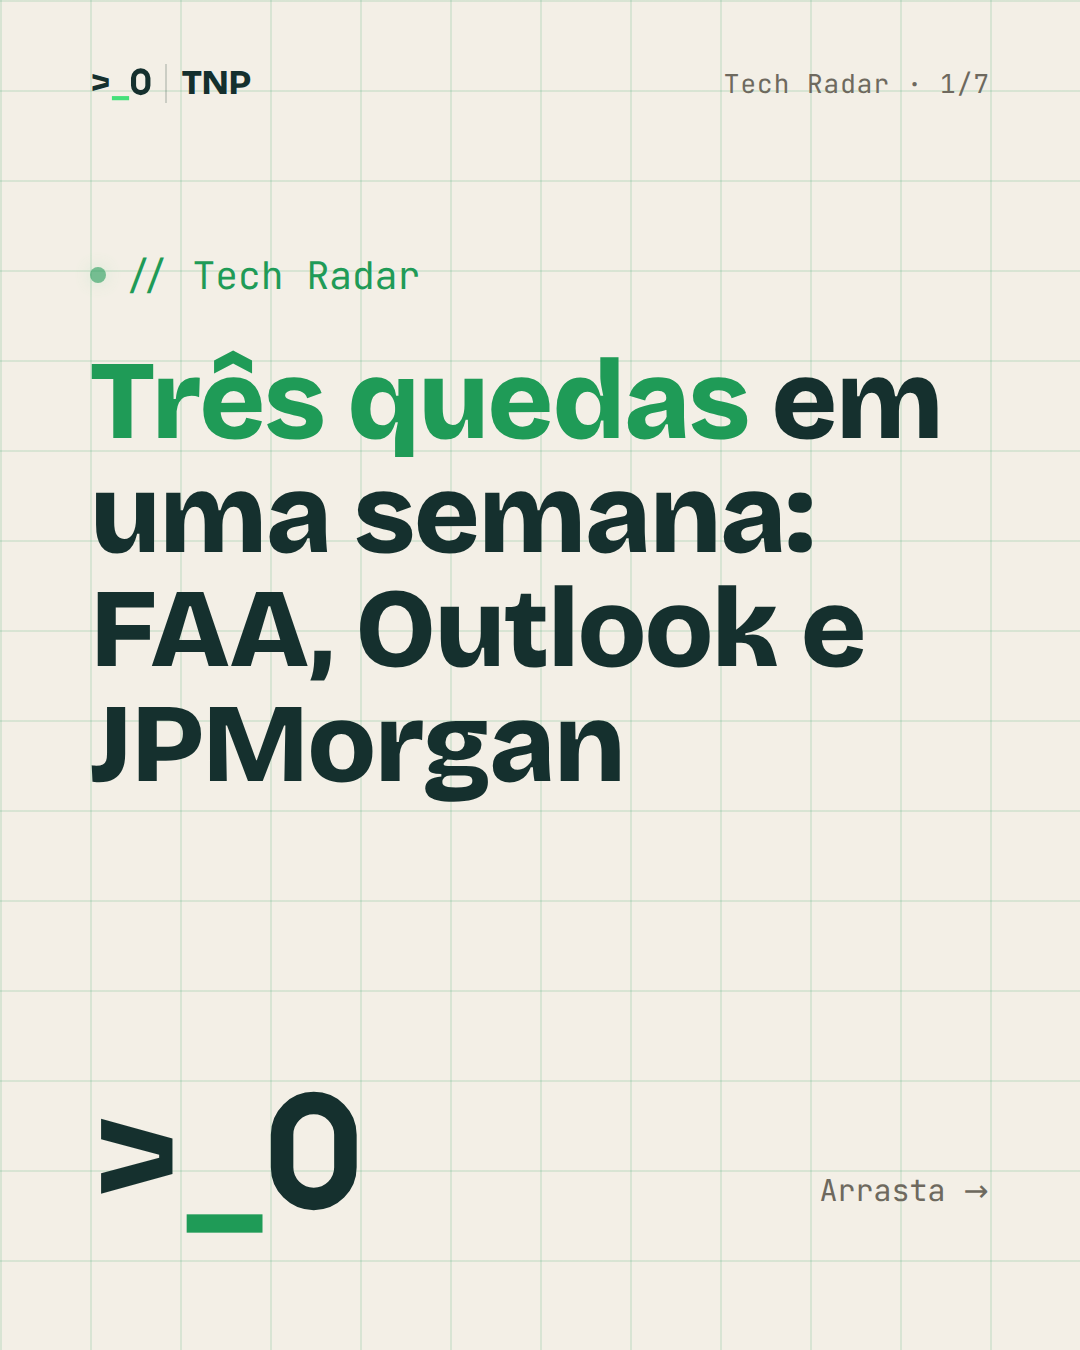 >_0 TNP
Tech Radar · 1/7
// Tech Radar
Três quedas em
uma semana:
FAA, Outlook e
JPMorgan
>_0
Arrasta →